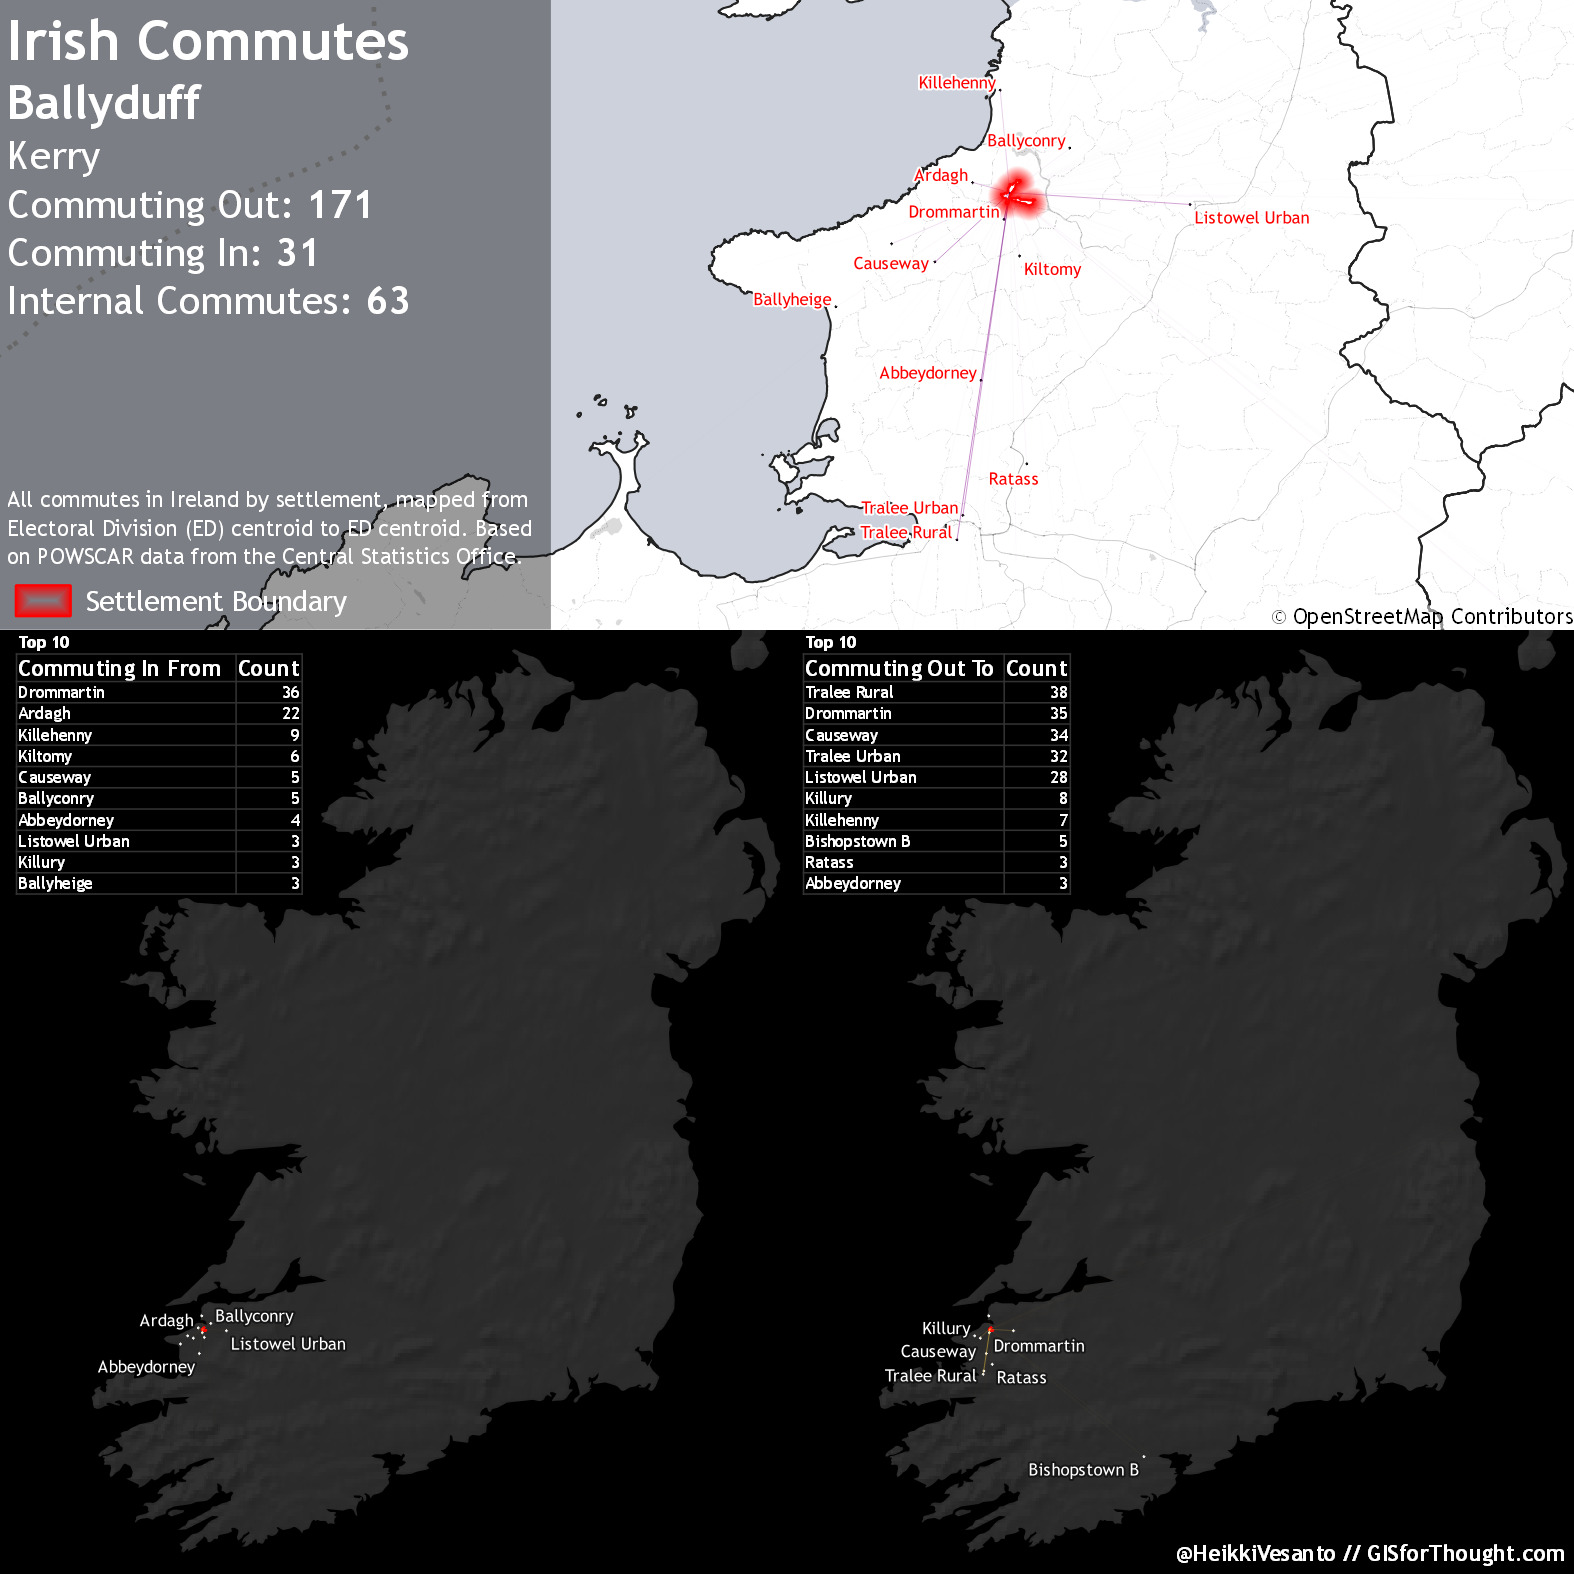 Irish Commutes
Ballyduff
Kerry
Commuting Out: 171
Commuting In: 31
Internal Commutes: 63
All commutes in Ireland by settlement, mapped from
Electoral Division (ED) centroid to ED centroid. Based
on POWSCAR data from the Central Statistics Office.
Settlement Boundary
Killehenny
Ballyconry
Ardagh
Drommartin
Listowel Urban
Causeway
Kiltomy
Ballyheige
Abbeydorney
Ratass
Tralee Urban
Tralee Rural
© OpenStreetMap Contributors
Top 10
Commuting In From Count
Drommartin 36
Ardagh 22
Killehenny 9
Kiltomy 6
Causeway 5
Ballyconry 5
Abbeydorney 4
Listowel Urban 3
Killury 3
Ballyheige 3
Ardagh
Ballyconry
Listowel Urban
Abbeydorney
Top 10
Commuting Out To Count
Tralee Rural 38
Drommartin 35
Causeway 34
Tralee Urban 32
Listowel Urban 28
Killury 8
Killehenny 7
Bishopstown B 5
Ratass 3
Abbeydorney 3
Killury
Drommartin
Causeway
Tralee Rural
Ratass
Bishopstown B
@HeikkiVesanto // GISforThought.com